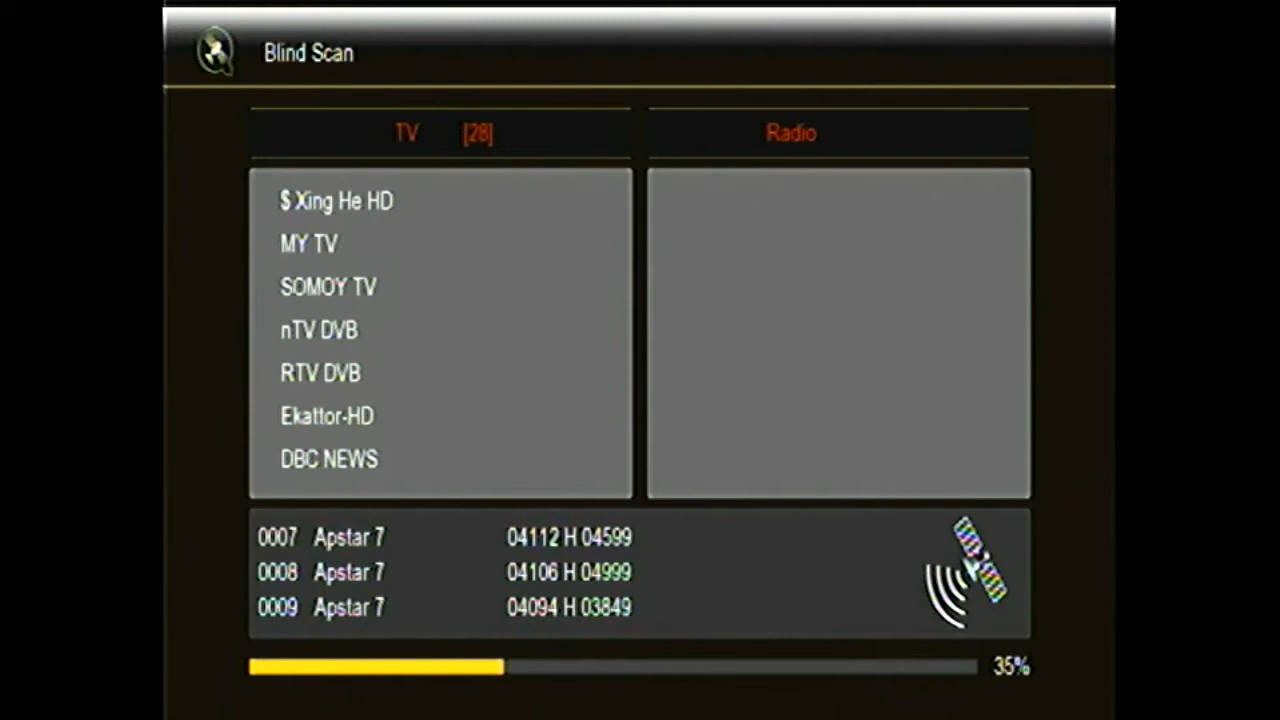 Blind Scan
TV [28]
Radio
$ Xing He HD
MY TV
SOMOY TV
nTV DVB
RTV DVB
Ekattor-HD
DBC NEWS
0007 Apstar 7 04112 H 04599
0008 Apstar 7 04106 H 04999
0009 Apstar 7 04094 H 03849
35%